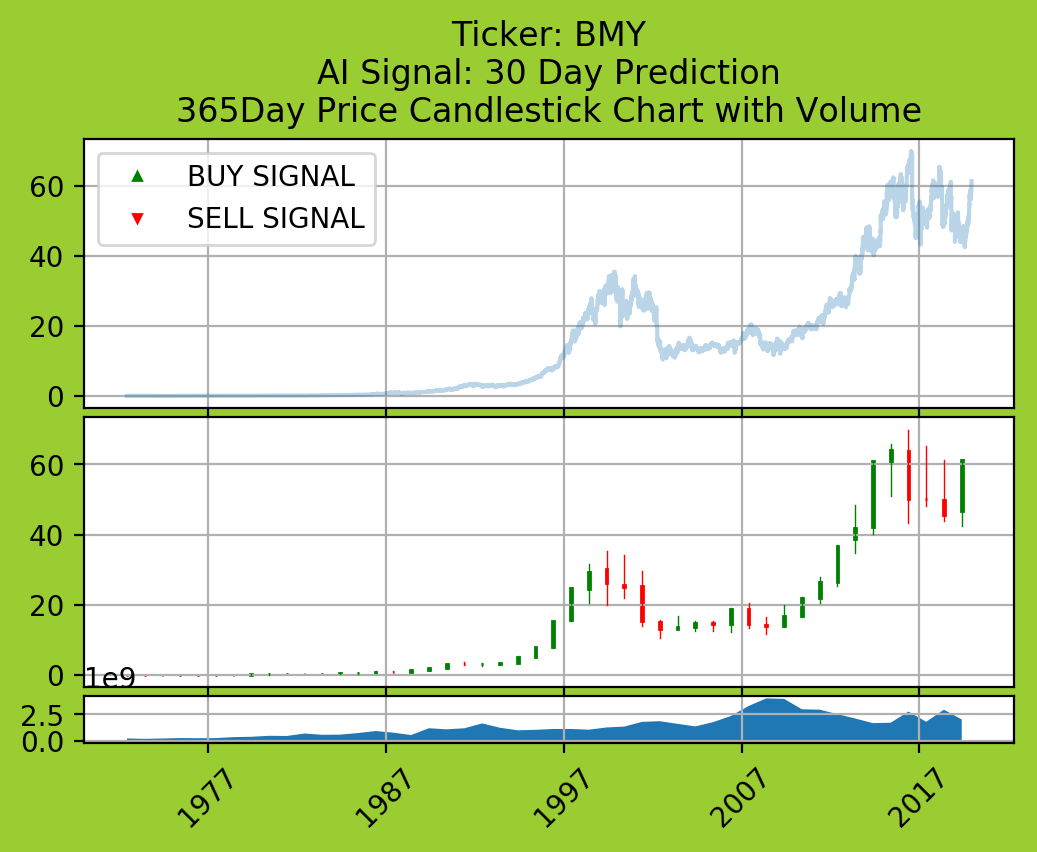 Ticker: BMY
AI Signal: 30 Day Prediction
365Day Price Candlestick Chart with Volume
BUY SIGNAL
SELL SIGNAL
60
40
20
0
60
40
20
0
1e9
2.5
0.0
1977
1987
1997
2007
2017